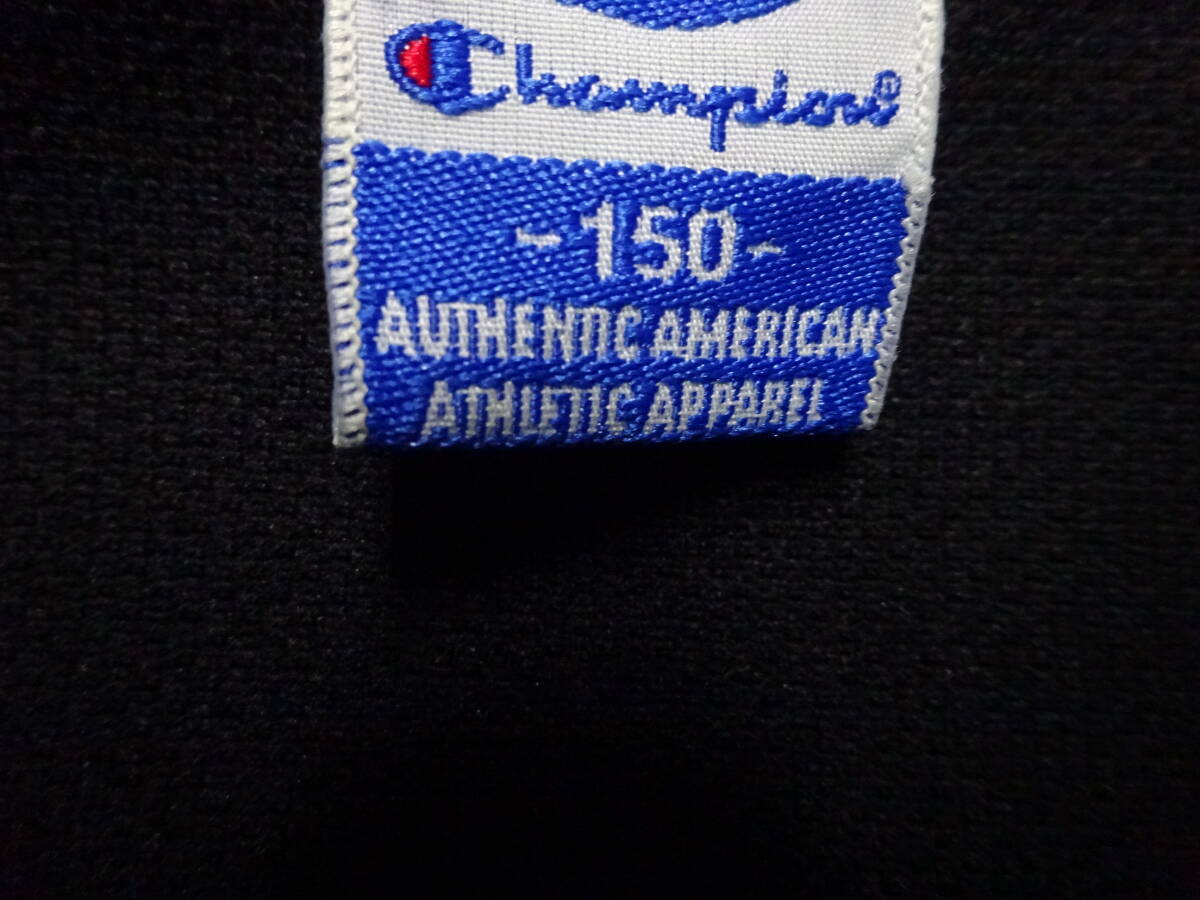 Champion®
-150-
AUTHENTIC AMERICAN
ATHLETIC APPAREL